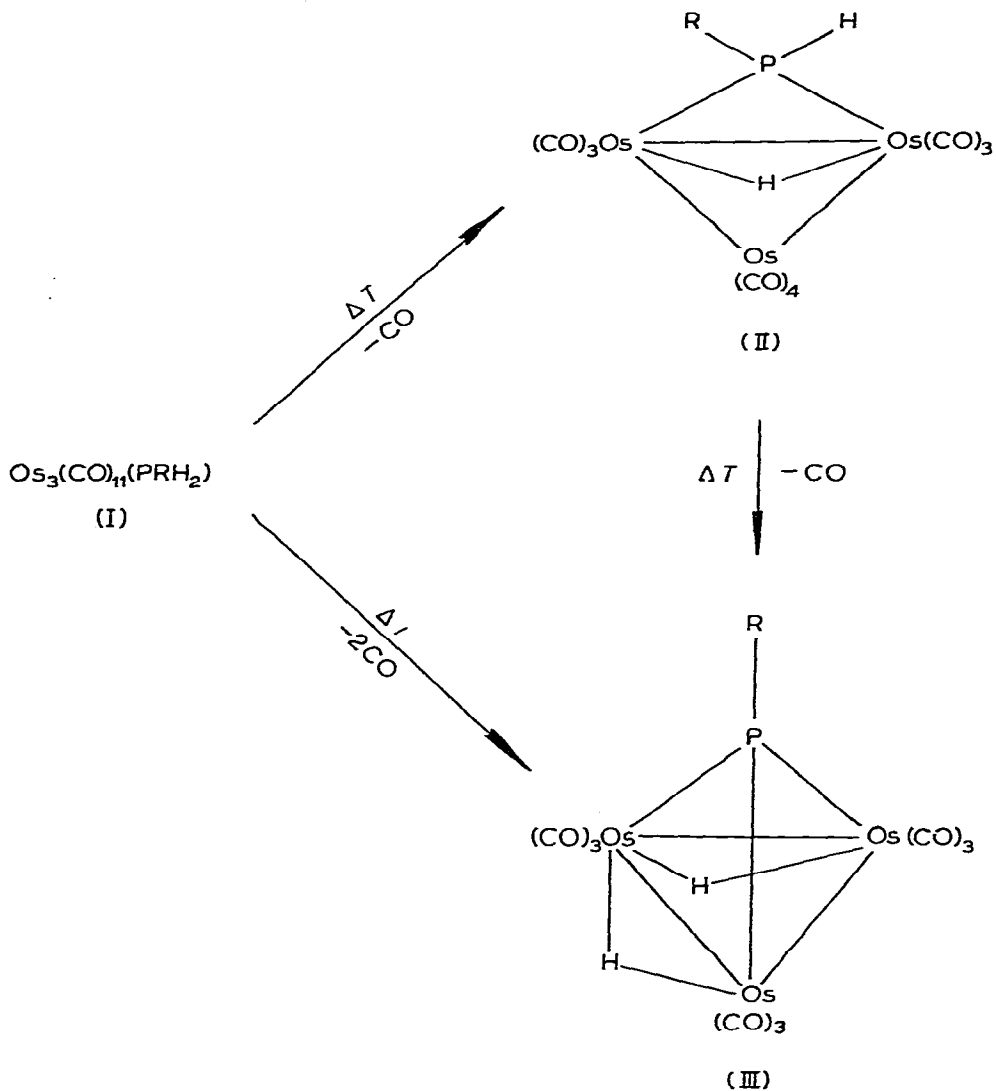 R H
P
(CO)₃Os Os(CO)₃
H
Os
(CO)₄
(II)
ΔT
−CO
Os₃(CO)₁₁(PRH₂)
(I)
ΔT −CO
Δ
-2CO
R
P
(CO)₃Os Os(CO)₃
H
H
Os
(CO)₃
(III)